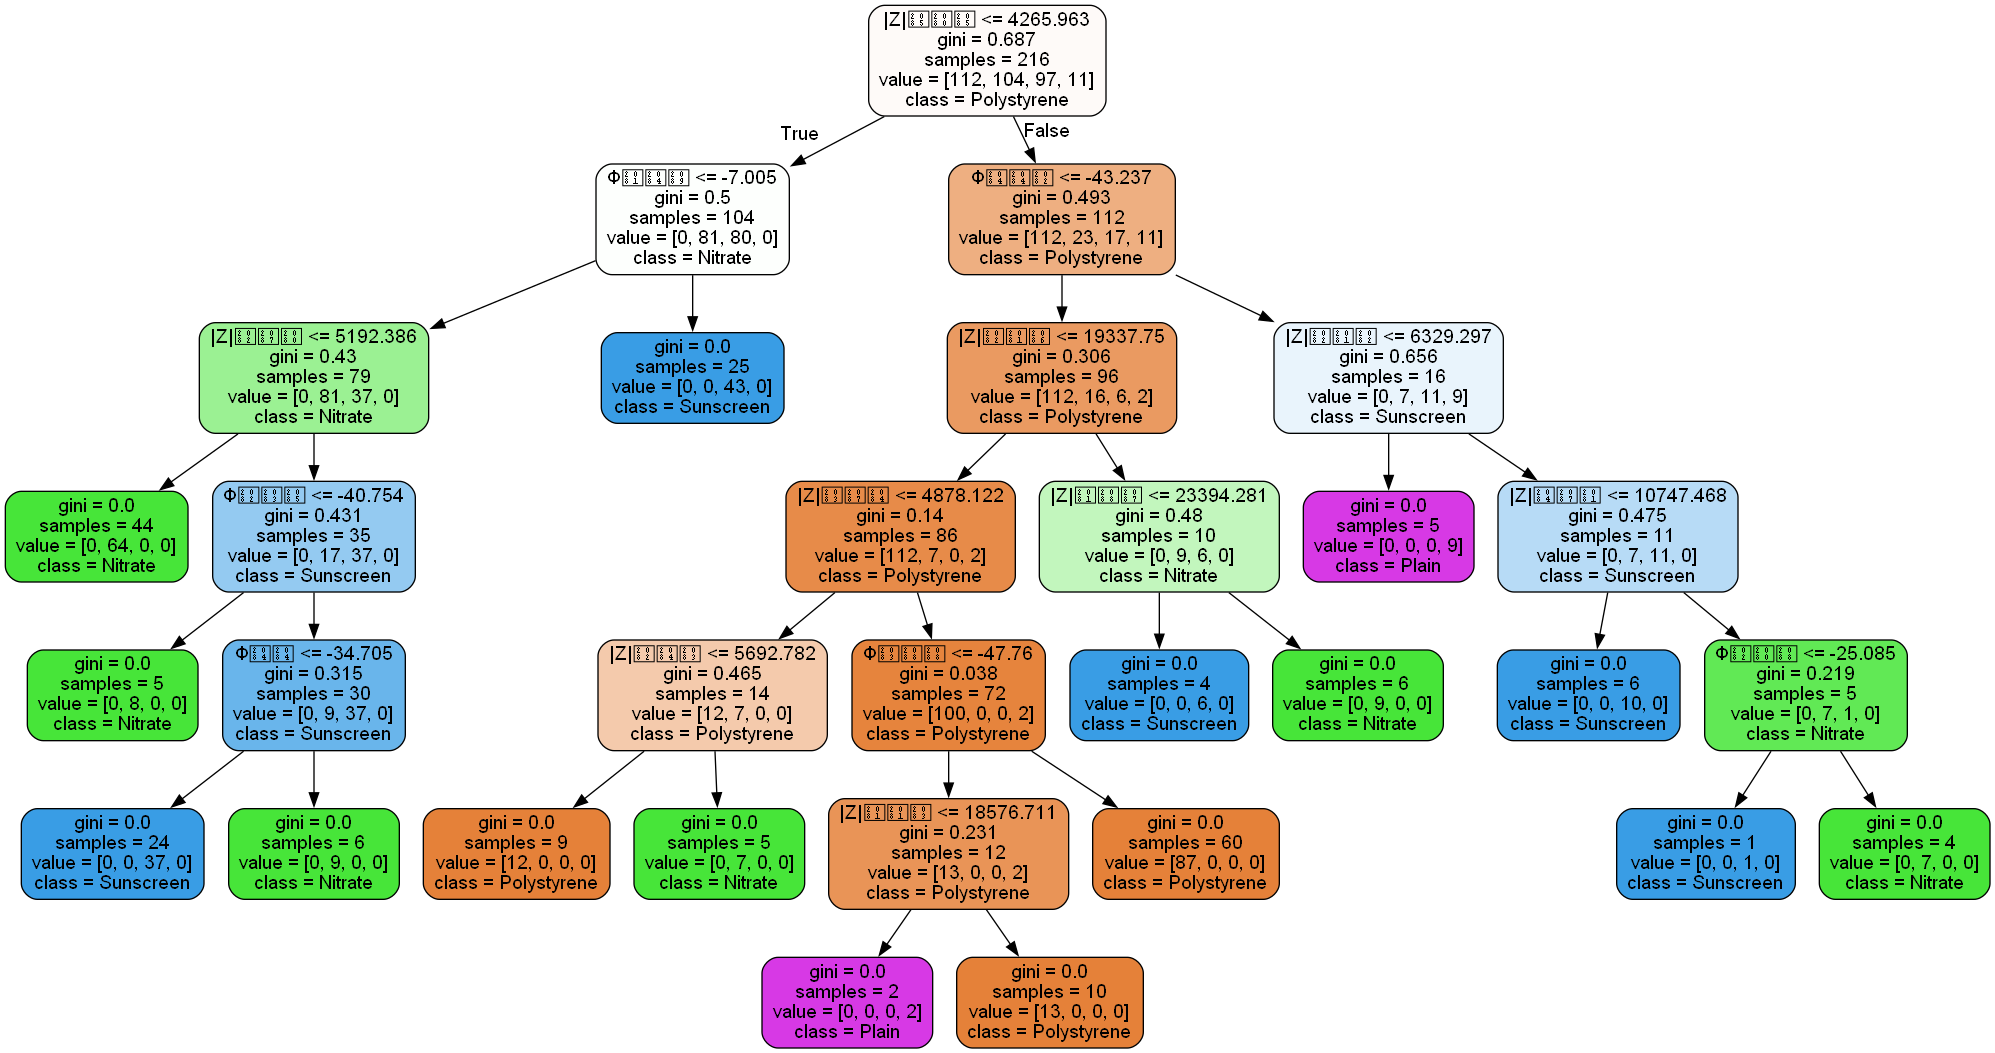 |Z| <= 4265.963
gini = 0.687
samples = 216
value = [112, 104, 97, 11]
class = Polystyrene
True
False
Φ <= -7.005
gini = 0.5
samples = 104
value = [0, 81, 80, 0]
class = Nitrate
Φ <= -43.237
gini = 0.493
samples = 112
value = [112, 23, 17, 11]
class = Polystyrene
|Z| <= 5192.386
gini = 0.43
samples = 79
value = [0, 81, 37, 0]
class = Nitrate
gini = 0.0
samples = 25
value = [0, 0, 43, 0]
class = Sunscreen
|Z| <= 19337.75
gini = 0.306
samples = 96
value = [112, 16, 6, 2]
class = Polystyrene
|Z| <= 6329.297
gini = 0.656
samples = 16
value = [0, 7, 11, 9]
class = Sunscreen
gini = 0.0
samples = 44
value = [0, 64, 0, 0]
class = Nitrate
Φ <= -40.754
gini = 0.431
samples = 35
value = [0, 17, 37, 0]
class = Sunscreen
|Z| <= 4878.122
gini = 0.14
samples = 86
value = [112, 7, 0, 2]
class = Polystyrene
|Z| <= 23394.281
gini = 0.48
samples = 10
value = [0, 9, 6, 0]
class = Nitrate
gini = 0.0
samples = 5
value = [0, 0, 0, 9]
class = Plain
|Z| <= 10747.468
gini = 0.475
samples = 11
value = [0, 7, 11, 0]
class = Sunscreen
gini = 0.0
samples = 5
value = [0, 8, 0, 0]
class = Nitrate
Φ <= -34.705
gini = 0.315
samples = 30
value = [0, 9, 37, 0]
class = Sunscreen
|Z| <= 5692.782
gini = 0.465
samples = 14
value = [12, 7, 0, 0]
class = Polystyrene
Φ <= -47.76
gini = 0.038
samples = 72
value = [100, 0, 0, 2]
class = Polystyrene
gini = 0.0
samples = 4
value = [0, 0, 6, 0]
class = Sunscreen
gini = 0.0
samples = 6
value = [0, 9, 0, 0]
class = Nitrate
gini = 0.0
samples = 6
value = [0, 0, 10, 0]
class = Sunscreen
Φ <= -25.085
gini = 0.219
samples = 5
value = [0, 7, 1, 0]
class = Nitrate
gini = 0.0
samples = 24
value = [0, 0, 37, 0]
class = Sunscreen
gini = 0.0
samples = 6
value = [0, 9, 0, 0]
class = Nitrate
gini = 0.0
samples = 9
value = [12, 0, 0, 0]
class = Polystyrene
gini = 0.0
samples = 5
value = [0, 7, 0, 0]
class = Nitrate
|Z| <= 18576.711
gini = 0.231
samples = 12
value = [13, 0, 0, 2]
class = Polystyrene
gini = 0.0
samples = 60
value = [87, 0, 0, 0]
class = Polystyrene
gini = 0.0
samples = 1
value = [0, 0, 1, 0]
class = Sunscreen
gini = 0.0
samples = 4
value = [0, 7, 0, 0]
class = Nitrate
gini = 0.0
samples = 2
value = [0, 0, 0, 2]
class = Plain
gini = 0.0
samples = 10
value = [13, 0, 0, 0]
class = Polystyrene